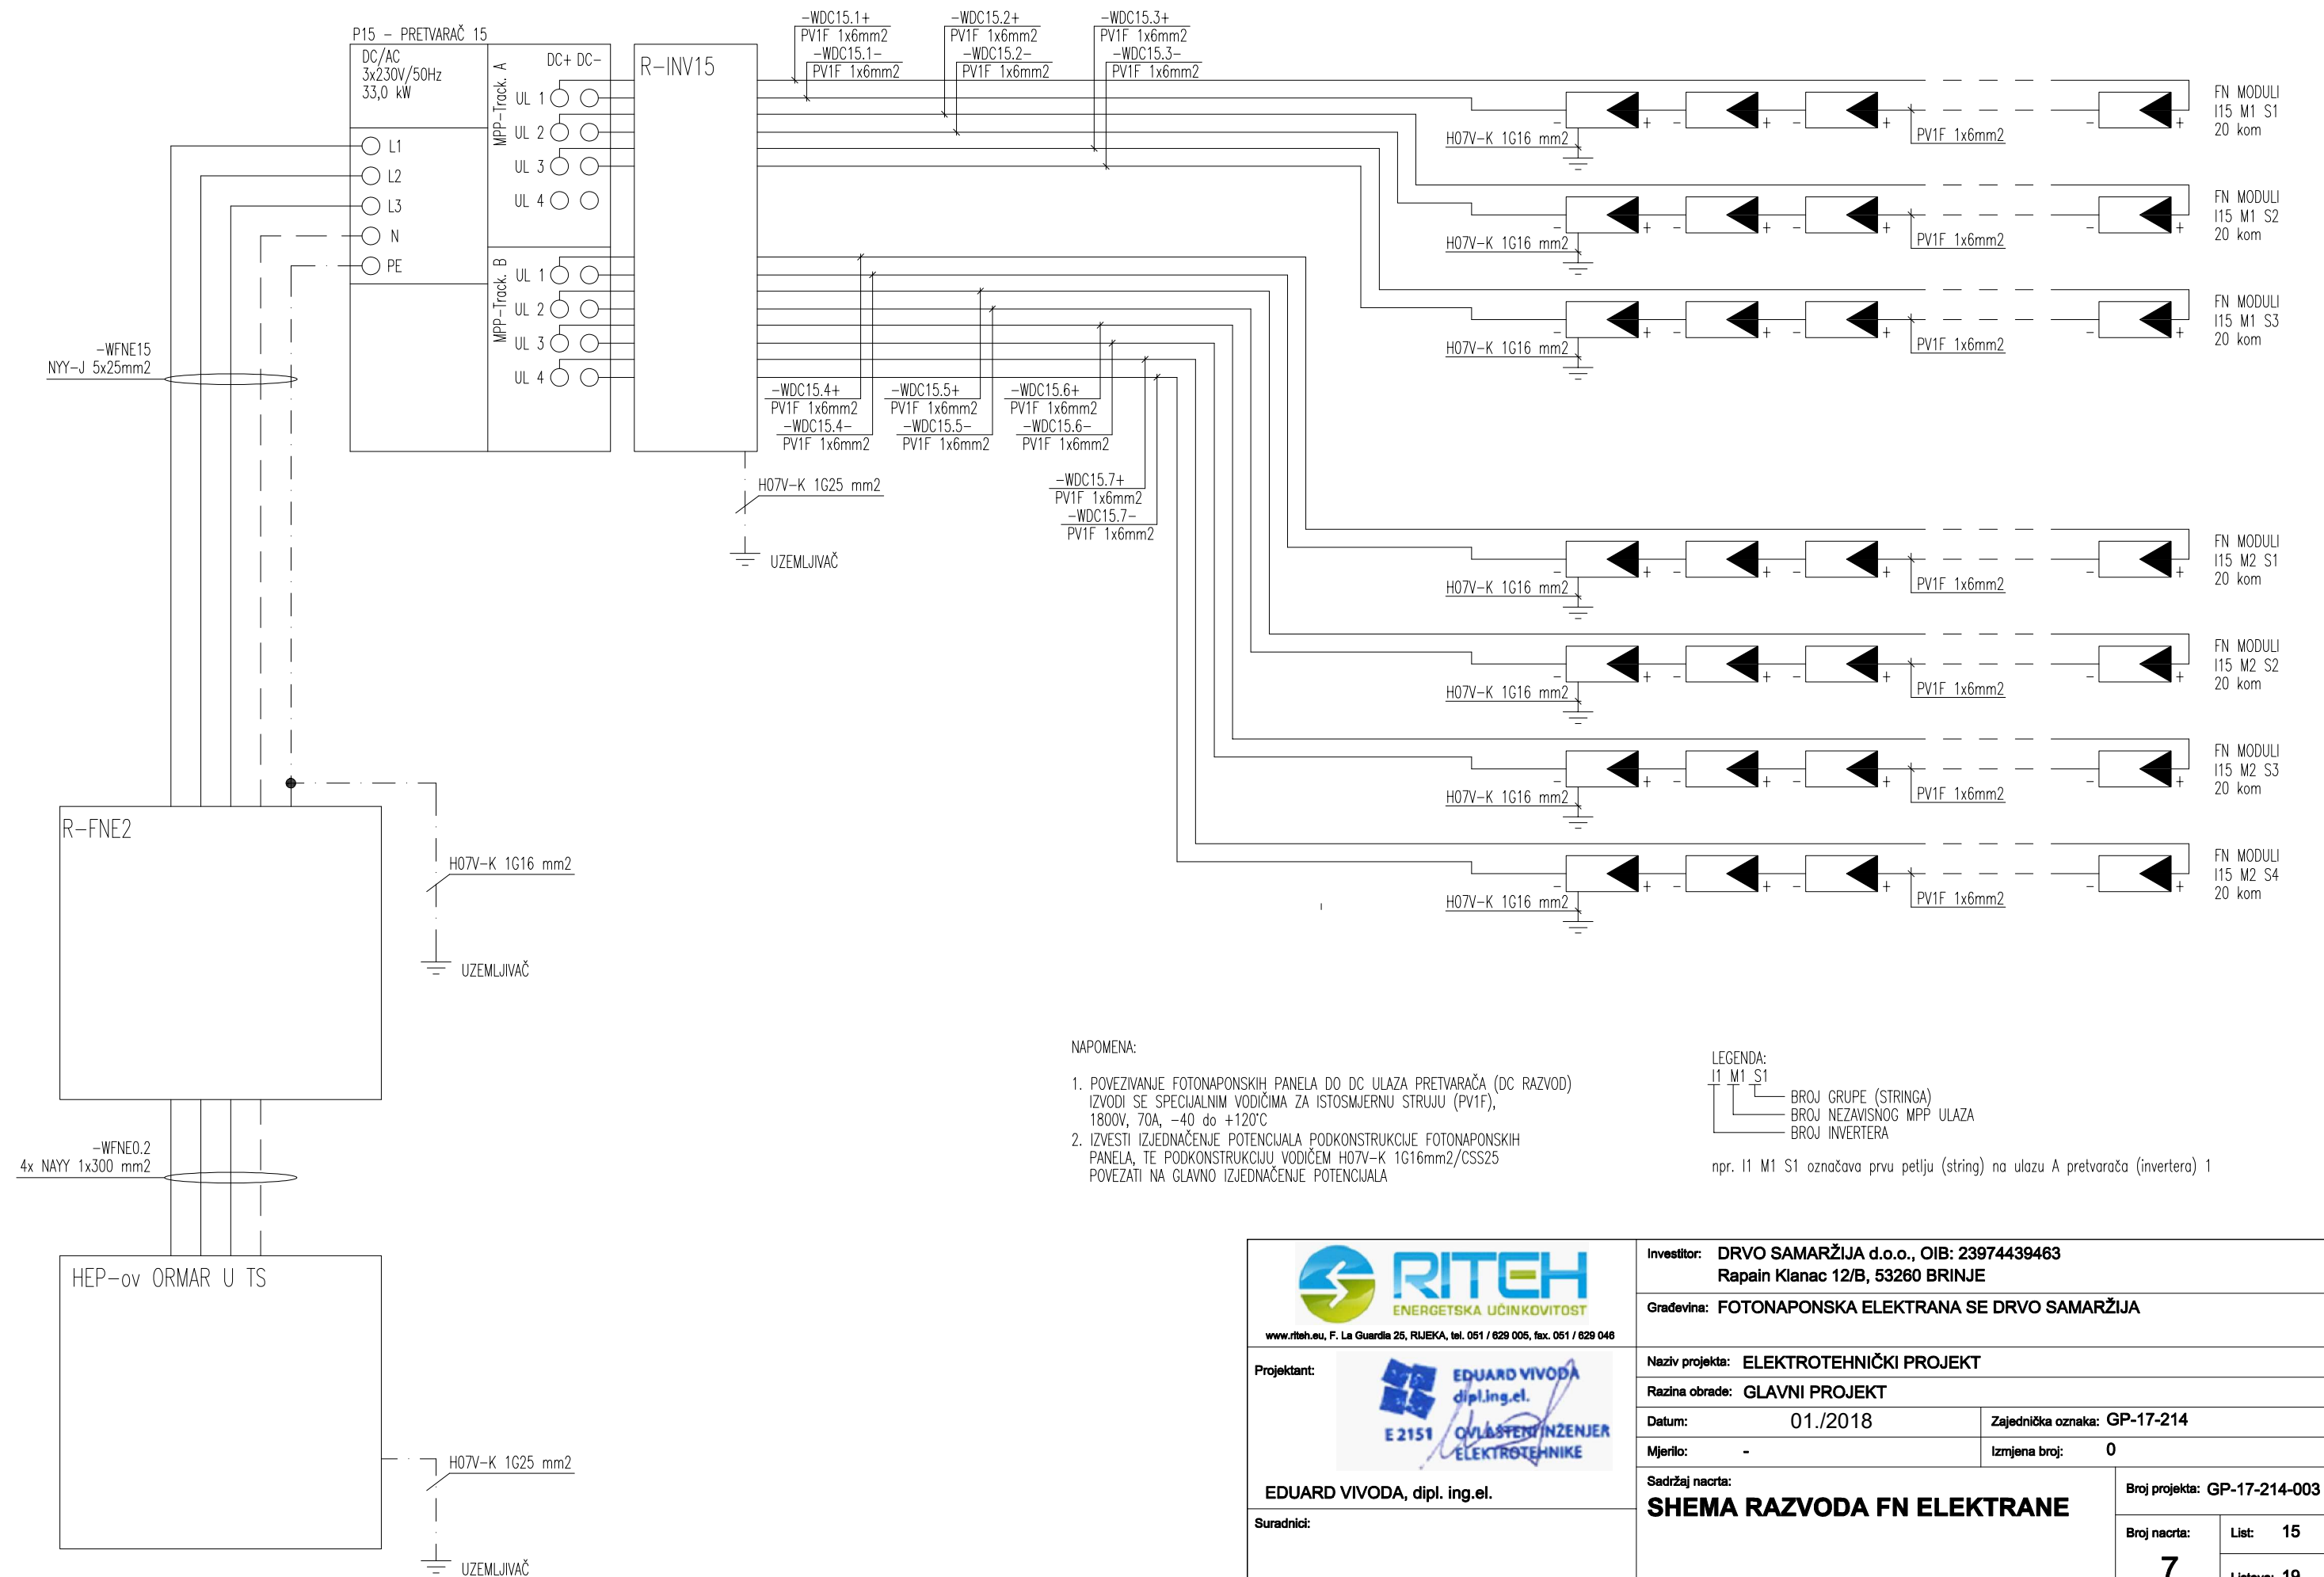 P15 - PRETVARAČ 15
DC/AC
3x230V/50Hz
33,0 kW
MPP-Track. A
DC+ DC-
UL 1
UL 2
UL 3
UL 4
L1
L2
L3
N
PE
MPP-Track. B
UL 1
UL 2
UL 3
UL 4
R-INV15
-WDC15.1+
PV1F 1x6mm2
-WDC15.1-
PV1F 1x6mm2
-WDC15.2+
PV1F 1x6mm2
-WDC15.2-
PV1F 1x6mm2
-WDC15.3+
PV1F 1x6mm2
-WDC15.3-
PV1F 1x6mm2
H07V-K 1G16 mm2
- + - + - + - +
PV1F 1x6mm2
FN MODULI
I15 M1 S1
20 kom
H07V-K 1G16 mm2
- + - + - + - +
PV1F 1x6mm2
FN MODULI
I15 M1 S2
20 kom
H07V-K 1G16 mm2
- + - + - + - +
PV1F 1x6mm2
FN MODULI
I15 M1 S3
20 kom
-WFNE15
NYY-J 5x25mm2
-WDC15.4+
PV1F 1x6mm2
-WDC15.4-
PV1F 1x6mm2
-WDC15.5+
PV1F 1x6mm2
-WDC15.5-
PV1F 1x6mm2
-WDC15.6+
PV1F 1x6mm2
-WDC15.6-
PV1F 1x6mm2
-WDC15.7+
PV1F 1x6mm2
-WDC15.7-
PV1F 1x6mm2
H07V-K 1G25 mm2
UZEMLJIVAČ
H07V-K 1G16 mm2
- + - + - + - +
PV1F 1x6mm2
FN MODULI
I15 M2 S1
20 kom
H07V-K 1G16 mm2
- + - + - + - +
PV1F 1x6mm2
FN MODULI
I15 M2 S2
20 kom
H07V-K 1G16 mm2
- + - + - + - +
PV1F 1x6mm2
FN MODULI
I15 M2 S3
20 kom
H07V-K 1G16 mm2
- + - + - + - +
PV1F 1x6mm2
FN MODULI
I15 M2 S4
20 kom
R-FNE2
H07V-K 1G16 mm2
UZEMLJIVAČ
-WFNE0.2
4x NAYY 1x300 mm2
HEP-ov ORMAR U TS
H07V-K 1G25 mm2
UZEMLJIVAČ
NAPOMENA:
1. POVEZIVANJE FOTONAPONSKIH PANELA DO DC ULAZA PRETVARAČA (DC RAZVOD)
IZVODI SE SPECIJALNIM VODIČIMA ZA ISTOSMJERNU STRUJU (PV1F),
1800V, 70A, -40 do +120°C
2. IZVESTI IZJEDNAČENJE POTENCIJALA PODKONSTRUKCIJE FOTONAPONSKIH
PANELA, TE PODKONSTRUKCIJU VODIČEM H07V-K 1G16mm2/CSS25
POVEZATI NA GLAVNO IZJEDNAČENJE POTENCIJALA
LEGENDA:
I1 M1 S1
BROJ GRUPE (STRINGA)
BROJ NEZAVISNOG MPP ULAZA
BROJ INVERTERA
npr. I1 M1 S1 označava prvu petlju (string) na ulazu A pretvarača (invertera) 1
RITEH
ENERGETSKA UČINKOVITOST
www.riteh.eu, F. La Guardia 25, RIJEKA, tel. 051 / 629 005, fax. 051 / 629 046
Investitor: DRVO SAMARŽIJA d.o.o., OIB: 23974439463
Rapain Klanac 12/B, 53260 BRINJE
Građevina: FOTONAPONSKA ELEKTRANA SE DRVO SAMARŽIJA
Projektant:
EDUARD VIVODA
dipl.ing.el.
E 2151 OVLAŠTENI INŽENJER
ELEKTROTEHNIKE
EDUARD VIVODA, dipl. ing.el.
Suradnici:
Naziv projekta: ELEKTROTEHNIČKI PROJEKT
Razina obrade: GLAVNI PROJEKT
Datum: 01./2018
Zajednička oznaka: GP-17-214
Mjerilo: -
Izmjena broj: 0
Sadržaj nacrta:
SHEMA RAZVODA FN ELEKTRANE
Broj projekta: GP-17-214-003
Broj nacrta:
7
List: 15
Listova: 19